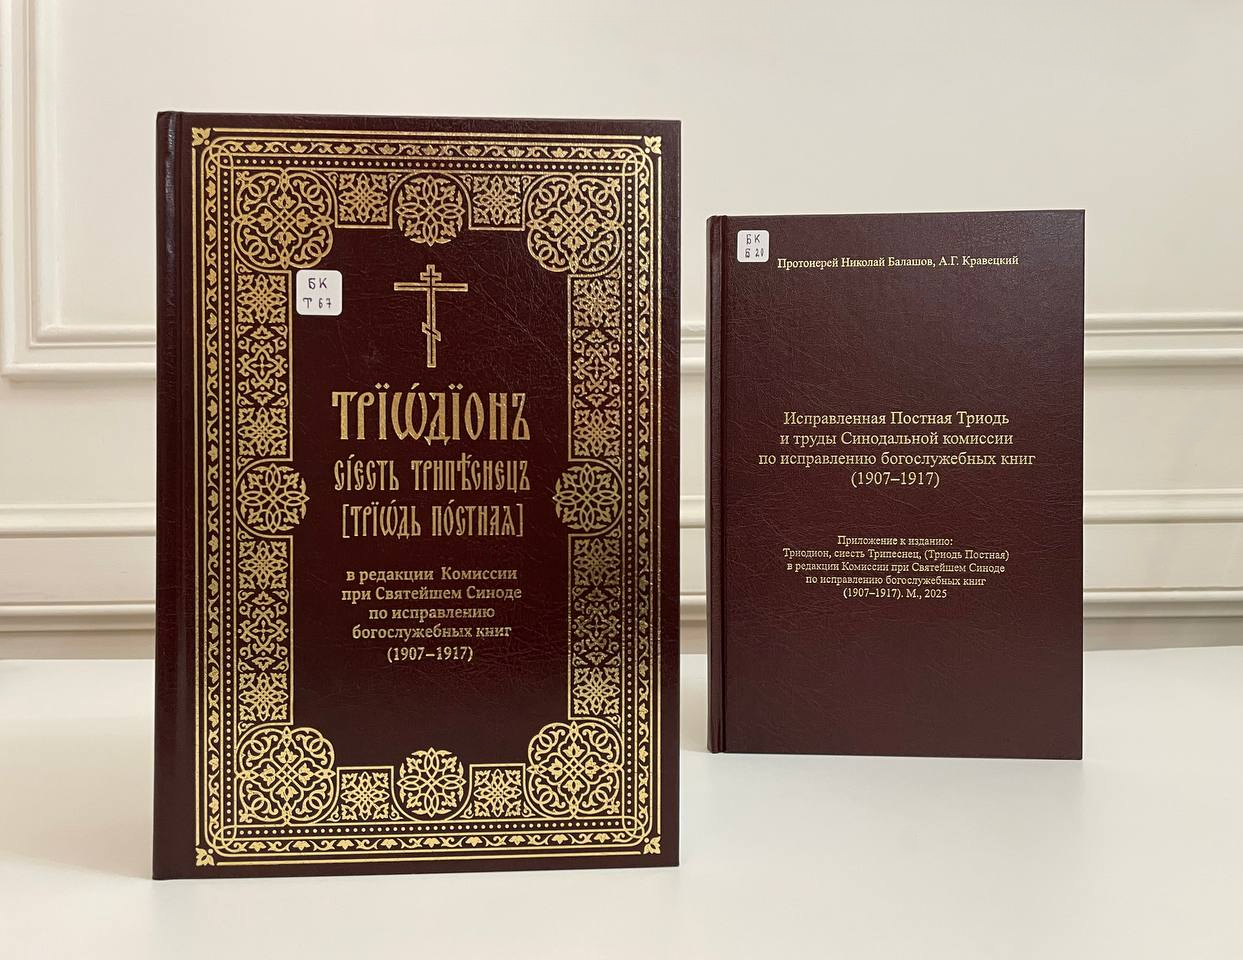 БК
Т 67
ТРЇѠ́ДЇОНЪ
СІ́ЕСТЬ ТРИПѢ́СНЕЦЪ
[ТРЇѠ́ДЬ ПО́СТНАѦ]
в редакции Комиссии
при Святейшем Синоде
по исправлению
богослужебных книг
(1907–1917)
БК
Б 20
Протоиерей Николай Балашов, А.Г. Кравецкий
Исправленная Постная Триодь
и труды Синодальной комиссии
по исправлению богослужебных книг
(1907–1917)
Приложение к изданию:
Триодион, сиесть Трипеснец, (Триодь Постная)
в редакции Комиссии при Святейшем Синоде
по исправлению богослужебных книг
(1907–1917). М., 2025